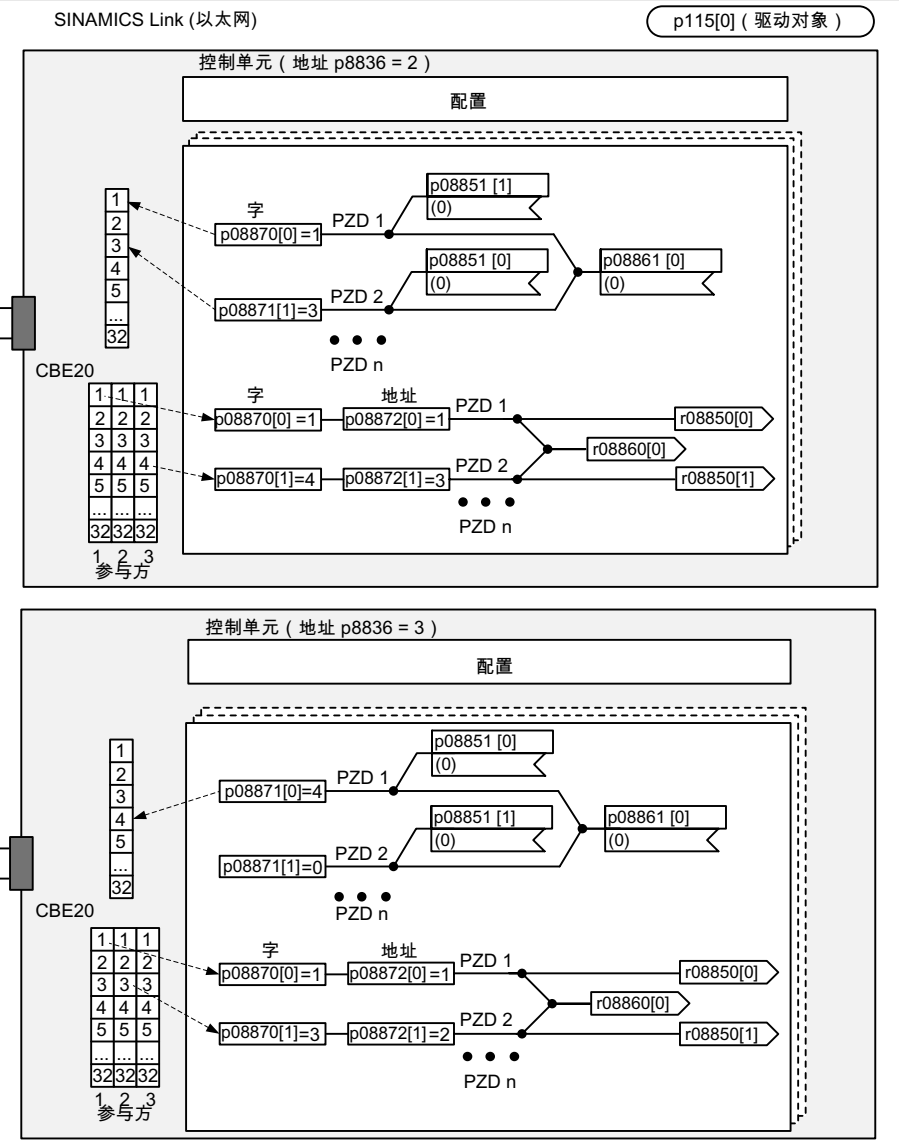 SINAMICS Link (以太网)
p115[0] ( 驱动对象 )
控制单元 ( 地址 p8836 = 2 )
配置
p08851 [1]
(0)
1
2
3
4
5
...
32
字
p08870[0] =1
PZD 1
p08851 [0]
(0)
p08861 [0]
(0)
p08871[1]=3
PZD 2
PZD n
CBE20
1 1 1
2 2 2
3 3 3
4 4 4
5 5 5
... ... ...
32 32 32
1 2 3
参与方
字
地址
p08870[0] =1
p08872[0] =1
PZD 1
r08850[0]
r08860[0]
p08870[1]=4
p08872[1]=3
PZD 2
r08850[1]
PZD n
控制单元 ( 地址 p8836 = 3 )
配置
p08851 [0]
(0)
1
2
3
4
5
...
32
p08871[0]=4
PZD 1
p08851 [1]
(0)
p08861 [0]
(0)
p08871[1]=0
PZD 2
PZD n
CBE20
1 1 1
2 2 2
3 3 3
4 4 4
5 5 5
... ... ...
32 32 32
1 2 3
参与方
字
地址
p08870[0]=1
p08872[0]=1
PZD 1
r08850[0]
r08860[0]
p08870[1]=3
p08872[1]=2
PZD 2
r08850[1]
PZD n